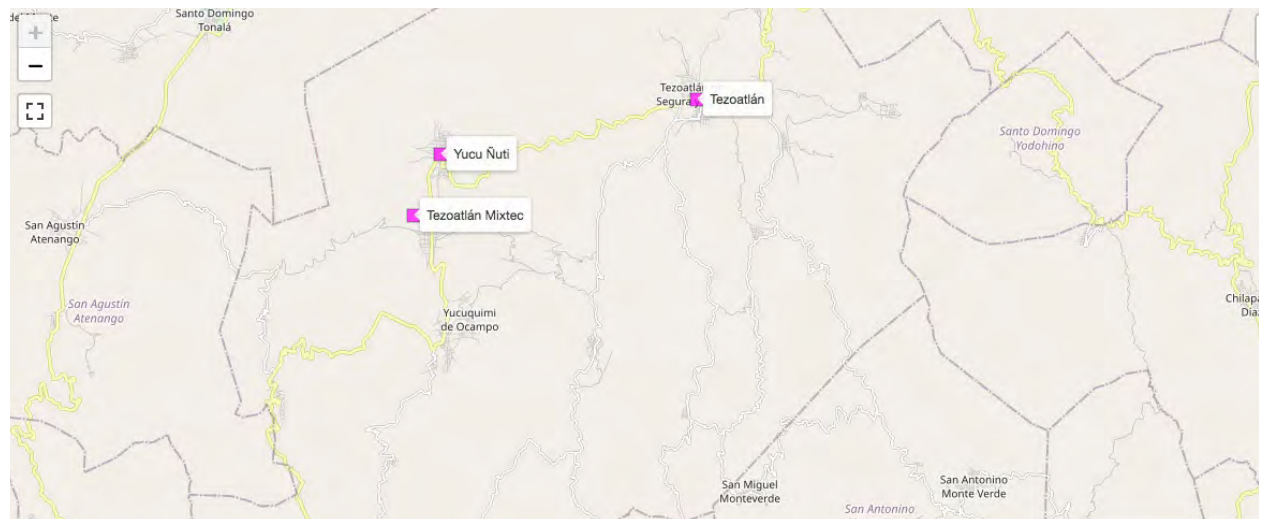 Santo Domingo
Tonalá
+
−
Tezoatlán
Segura y
Tezoatlán
Santo Domingo
Yodohino
Yucu Ñuti
Tezoatlán Mixtec
San Agustín
Atenango
San Agustín
Atenango
Yucuquimi
de Ocampo
Chilapa
Diaz
San Miguel
Monteverde
San Antonino
Monte Verde
San Antonino